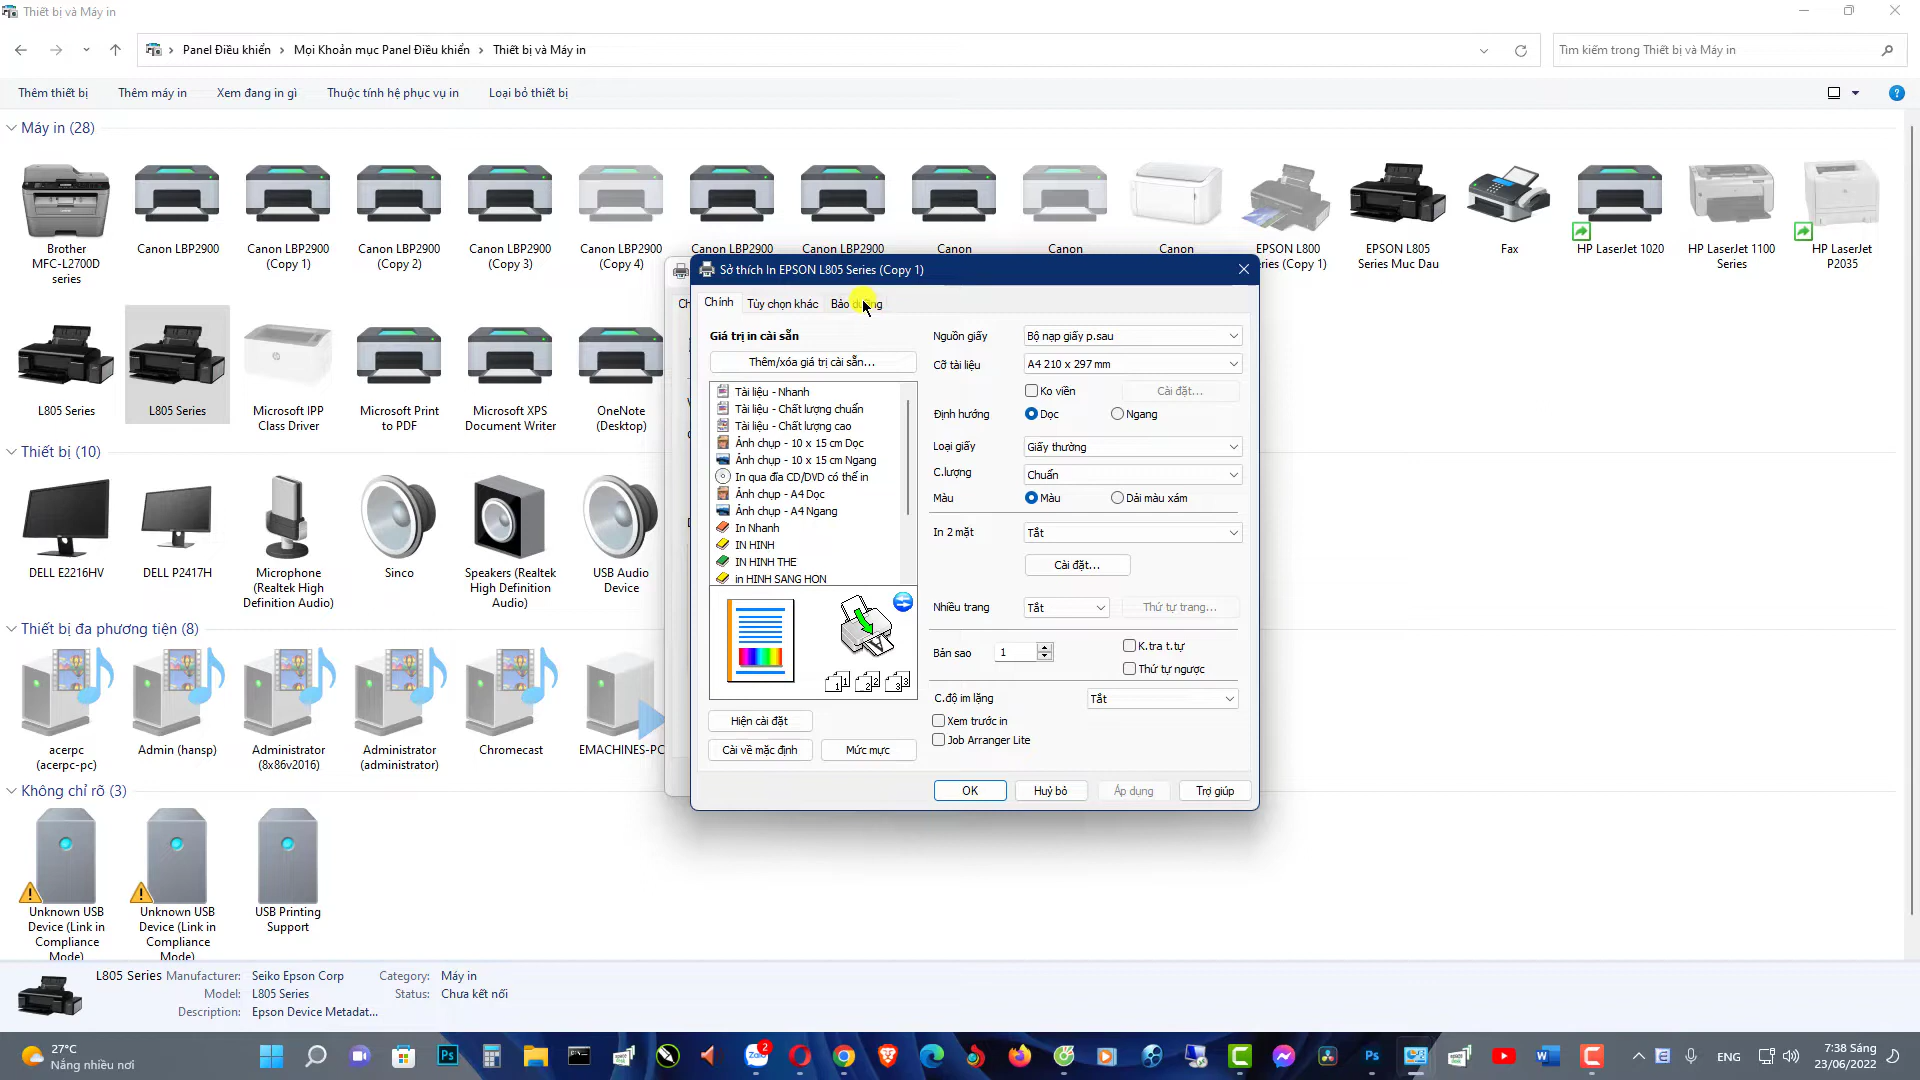 Thiết bị và Máy in
Panel Điều khiển > Mọi Khoản mục Panel Điều khiển > Thiết bị và Máy in
Tìm kiếm trong Thiết bị và Máy in
Thêm thiết bị
Thêm máy in
Xem đang in gì
Thuộc tính hệ phục vụ in
Loại bỏ thiết bị
Máy in (28)
Brother
MFC-L2700D
series
Canon LBP2900
Canon LBP2900
(Copy 1)
Canon LBP2900
(Copy 2)
Canon LBP2900
(Copy 3)
Canon LBP2900
(Copy 4)
Canon LBP2900
Canon LBP2900
Canon
Canon
Canon
EPSON L800
eries (Copy 1)
EPSON L805
Series Muc Dau
Fax
HP LaserJet 1020
HP LaserJet 1100
Series
HP LaserJet
P2035
L805 Series
L805 Series
Microsoft IPP
Class Driver
Microsoft Print
to PDF
Microsoft XPS
Document Writer
OneNote
(Desktop)
Thiết bị (10)
DELL E2216HV
DELL P2417H
Microphone
(Realtek High
Definition Audio)
Sinco
Speakers (Realtek
High Definition
Audio)
USB Audio
Device
Thiết bị đa phương tiện (8)
acerpc
(acerpc-pc)
Admin (hansp)
Administrator
(8x86v2016)
Administrator
(administrator)
Chromecast
EMACHINES-PC
Không chỉ rõ (3)
Unknown USB
Device (Link in
Compliance
Mode)
Unknown USB
Device (Link in
Compliance
Mode)
USB Printing
Support
Ch
Sở thích In EPSON L805 Series (Copy 1)
Chính
Tùy chọn khác
Bảo dưỡng
Giá trị in cài sẵn
Thêm/xóa giá trị cài sẵn...
Tài liệu - Nhanh
Tài liệu - Chất lượng chuẩn
Tài liệu - Chất lượng cao
Ảnh chụp - 10 x 15 cm Dọc
Ảnh chụp - 10 x 15 cm Ngang
In qua đĩa CD/DVD có thể in
Ảnh chụp - A4 Dọc
Ảnh chụp - A4 Ngang
In Nhanh
IN HINH
IN HINH THE
in HINH SANG HON
1 1 2 2 3 3
Hiện cài đặt
Cài về mặc định
Mức mực
Nguồn giấy
Bộ nạp giấy p.sau
Cỡ tài liệu
A4 210 x 297 mm
Ko viền
Cài đặt...
Định hướng
Dọc
Ngang
Loại giấy
Giấy thường
C.lượng
Chuẩn
Màu
Màu
Dải màu xám
In 2 mặt
Tắt
Cài đặt...
Nhiều trang
Tắt
Thứ tự trang...
Bản sao
1
K.tra t.tự
Thứ tự ngược
C.độ im lặng
Tắt
Xem trước in
Job Arranger Lite
OK
Huỷ bỏ
Áp dụng
Trợ giúp
L805 Series
Manufacturer: Seiko Epson Corp
Category: Máy in
Model: L805 Series
Status: Chưa kết nối
Description: Epson Device Metadat...
27°C
Nắng nhiều nơi
Ps
Zalo
2
Ps
ENG
7:38 Sáng
23/06/2022